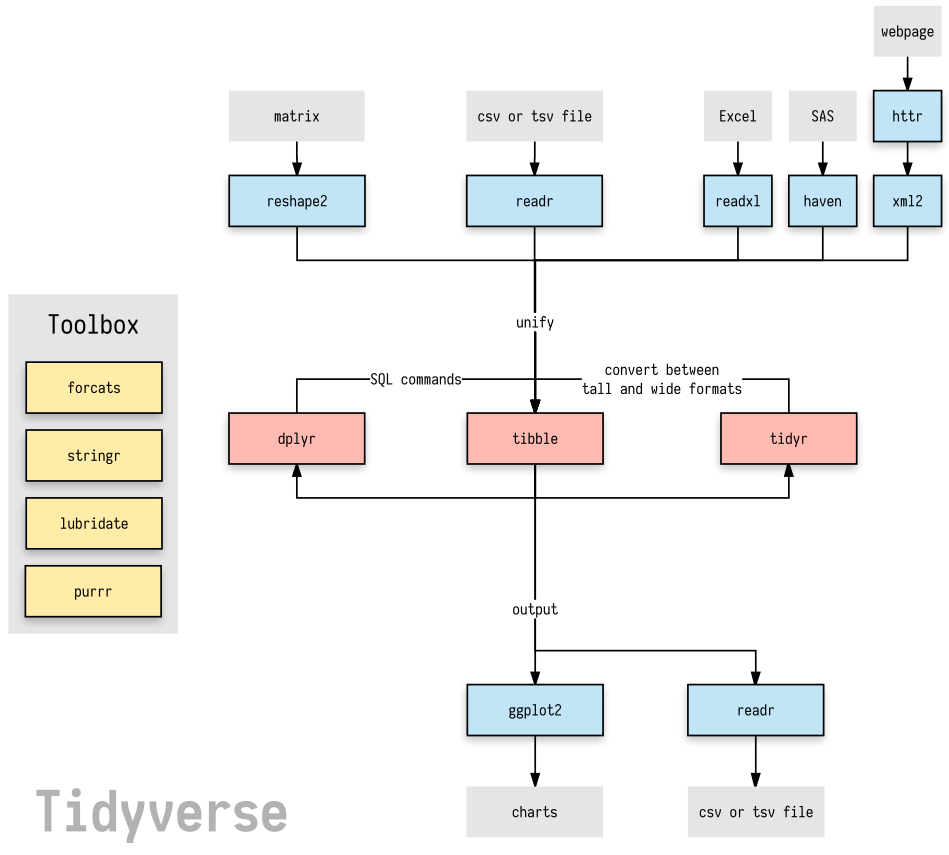 webpage
matrix
csv or tsv file
Excel
SAS
httr
reshape2
readr
readxl
haven
xml2
unify
Toolbox
forcats
stringr
lubridate
purrr
SQL commands
convert between
tall and wide formats
dplyr
tibble
tidyr
output
ggplot2
readr
charts
csv or tsv file
Tidyverse